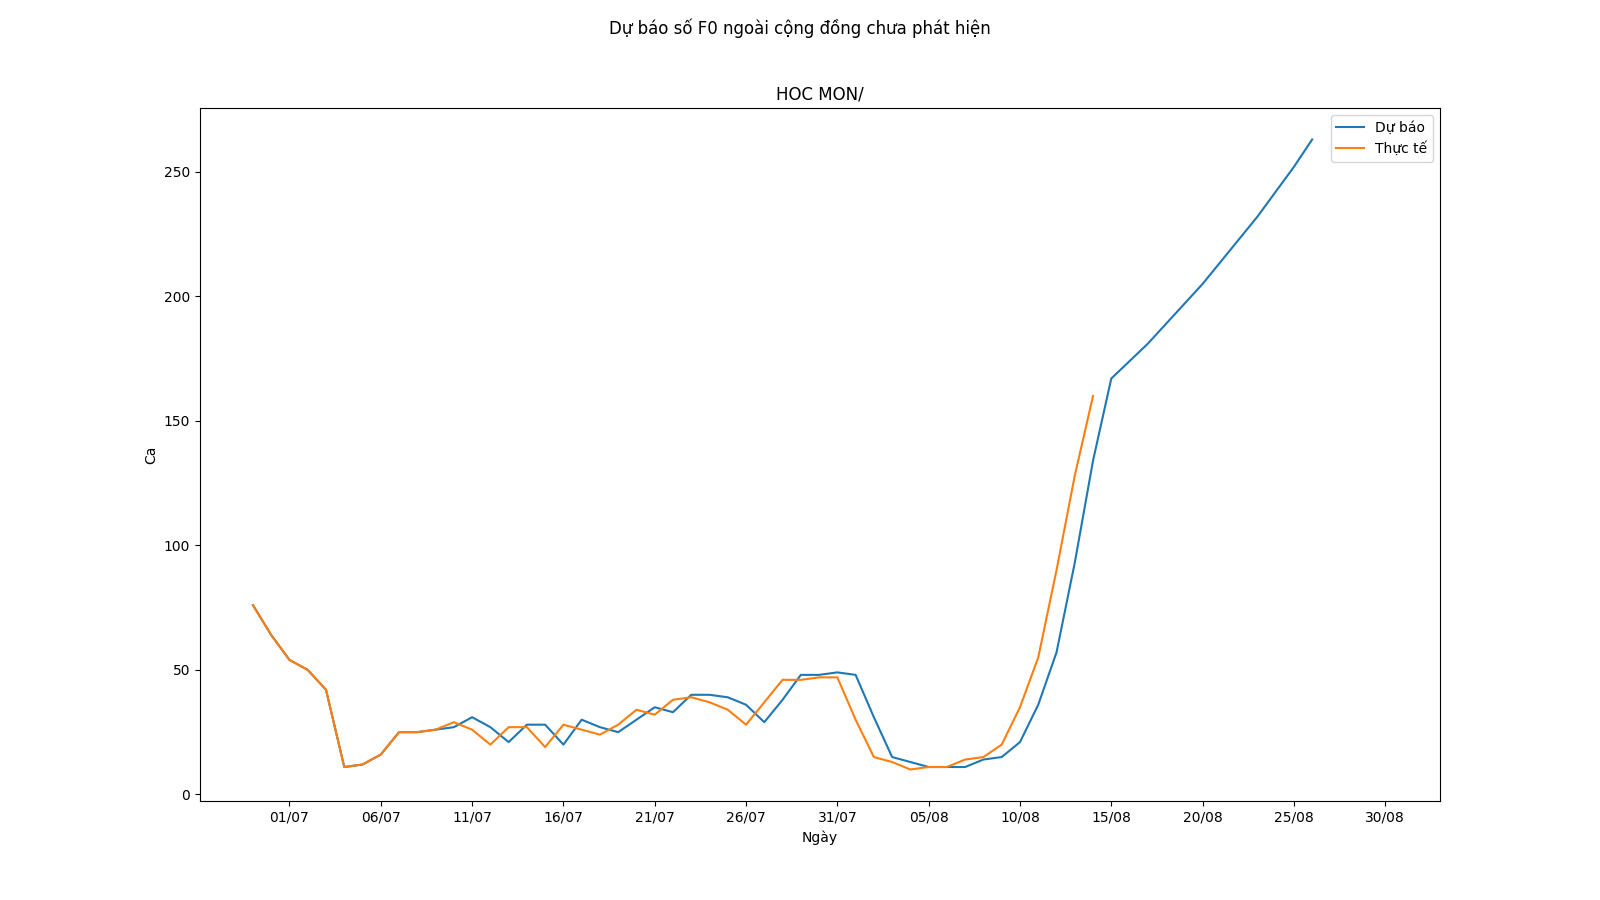 Dự báo số F0 ngoài cộng đồng chưa phát hiện
HOC MON/
Dự báo
Thực tế
Ca
250
200
150
100
50
0
01/07 06/07 11/07 16/07 21/07 26/07 31/07 05/08 10/08 15/08 20/08 25/08 30/08
Ngày